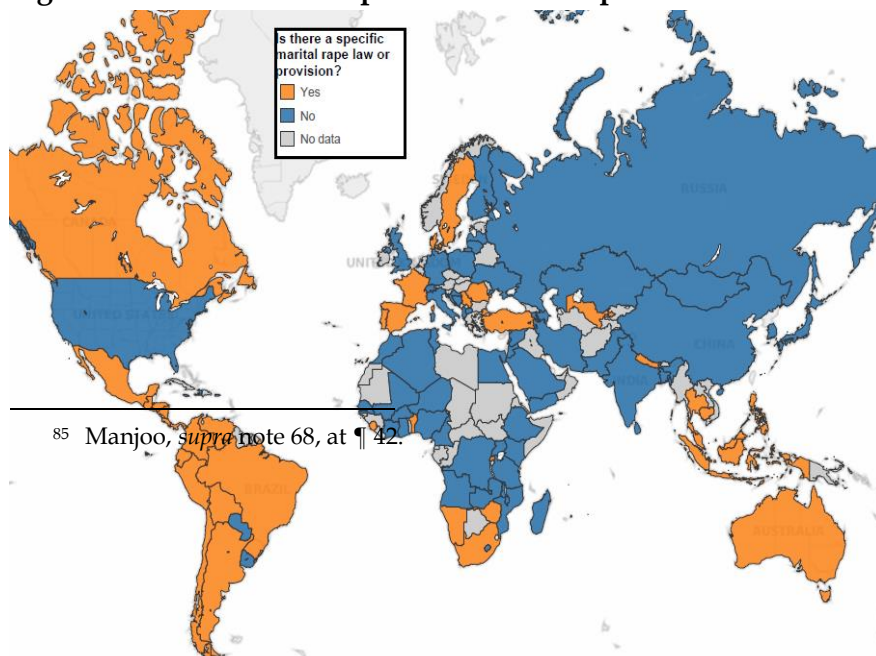 Is there a specific
marital rape law or
provision?
Yes
No
No data
RUSSIA
CANADA
UNITED STATES
CHINA
INDIA
85 Manjoo, supra note 68, at ¶ 42.
BRAZIL
AUSTRALIA